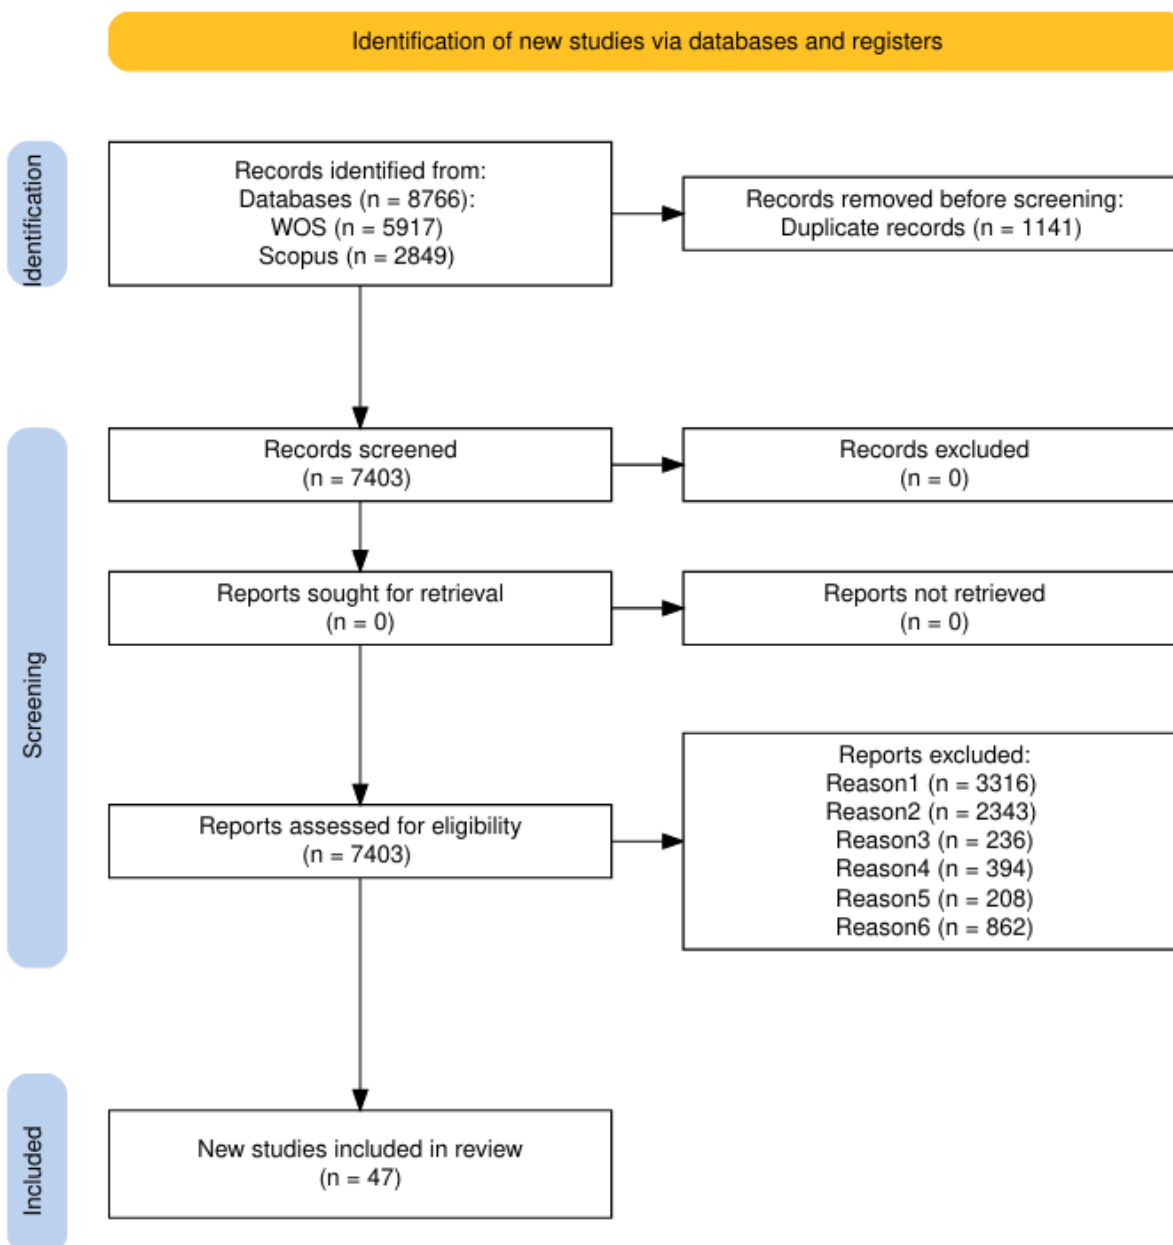 Identification of new studies via databases and registers
Identification
Records identified from:
Databases (n = 8766):
WOS (n = 5917)
Scopus (n = 2849)
Records removed before screening:
Duplicate records (n = 1141)
Screening
Records screened
(n = 7403)
Records excluded
(n = 0)
Reports sought for retrieval
(n = 0)
Reports not retrieved
(n = 0)
Reports assessed for eligibility
(n = 7403)
Reports excluded:
Reason1 (n = 3316)
Reason2 (n = 2343)
Reason3 (n = 236)
Reason4 (n = 394)
Reason5 (n = 208)
Reason6 (n = 862)
Included
New studies included in review
(n = 47)